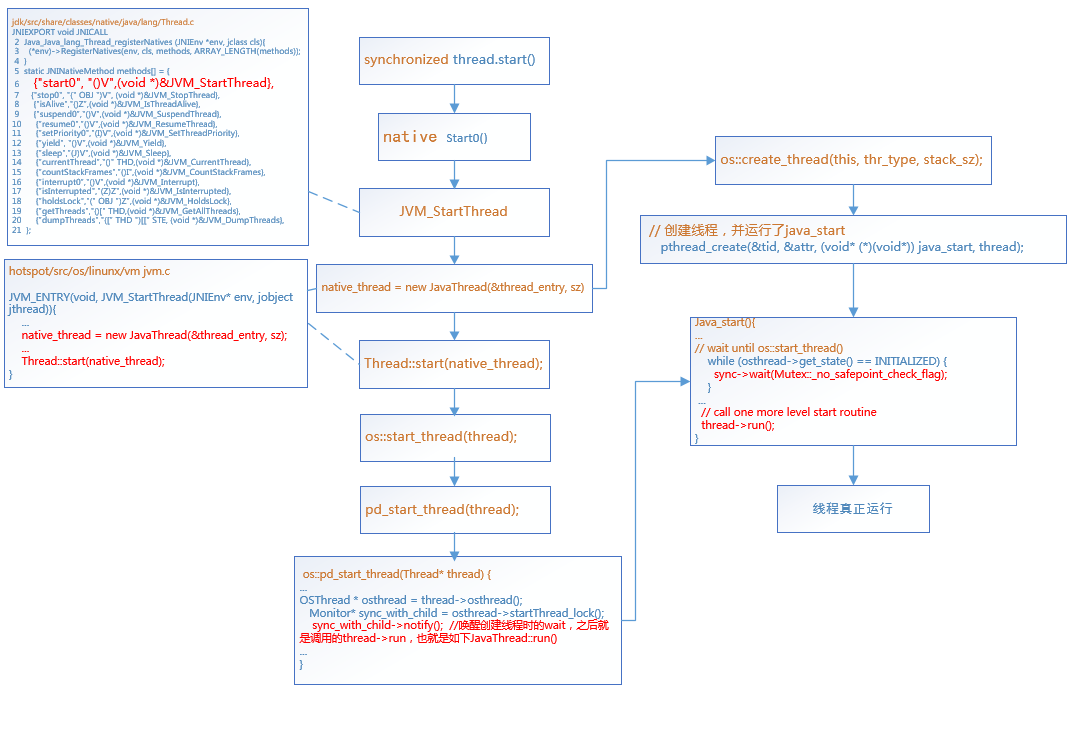 jdk/src/share/classes/native/java/lang/Thread.c
JNIEXPORT void JNICALL
2 Java_Java_lang_Thread_registerNatives (JNIEnv *env, jclass cls){
3 (*env)->RegisterNatives(env, cls, methods, ARRAY_LENGTH(methods));
4 }
5 static JNINativeMethod methods[] = {
6 {"start0", "()V",(void *)&JVM_StartThread},
7 {"stop0", "(" OBJ ")V", (void *)&JVM_StopThread),
8 ("isAlive","()Z",(void *)&JVM_IsThreadAlive),
9 ("suspend0","()V",(void *)&JVM_SuspendThread),
10 ("resume0","()V",(void *)&JVM_ResumeThread),
11 ("setPriority0","(I)V",(void *)&JVM_SetThreadPriority),
12 ("yield", "()V",(void *)&JVM_Yield),
13 ("sleep","(J)V",(void *)&JVM_Sleep),
14 ("currentThread","()" THD,(void *)&JVM_CurrentThread),
15 ("countStackFrames","()I",(void *)&JVM_CountStackFrames),
16 ("interrupt0","()V",(void *)&JVM_Interrupt),
17 ("isInterrupted","(Z)Z",(void *)&JVM_IsInterrupted),
18 ("holdsLock","(" OBJ ")Z",(void *)&JVM_HoldsLock),
19 ("getThreads","()[" THD,(void *)&JVM_GetAllThreads),
20 ("dumpThreads","([" THD ")[[" STE, (void *)&JVM_DumpThreads),
21 };
hotspot/src/os/linunx/vm jvm.c
JVM_ENTRY(void, JVM_StartThread(JNIEnv* env, jobject
jthread)){
...
native_thread = new JavaThread(&thread_entry, sz);
...
Thread::start(native_thread);
}
synchronized thread.start()
native Start0()
JVM_StartThread
native_thread = new JavaThread(&thread_entry, sz)
Thread::start(native_thread);
os::start_thread(thread);
pd_start_thread(thread);
os::pd_start_thread(Thread* thread) {
...
OSThread * osthread = thread->osthread();
Monitor* sync_with_child = osthread->startThread_lock();
sync_with_child->notify(); //唤醒创建线程时的wait，之后就
是调用的thread->run，也就是如下JavaThread::run()
...
}
os::create_thread(this, thr_type, stack_sz);
// 创建线程，并运行了java_start
pthread_create(&tid, &attr, (void* (*)(void*)) java_start, thread);
Java_start(){
...
// wait until os::start_thread()
while (osthread->get_state() == INITIALIZED) {
sync->wait(Mutex::_no_safepoint_check_flag);
}
...
// call one more level start routine
thread->run();
}
线程真正运行